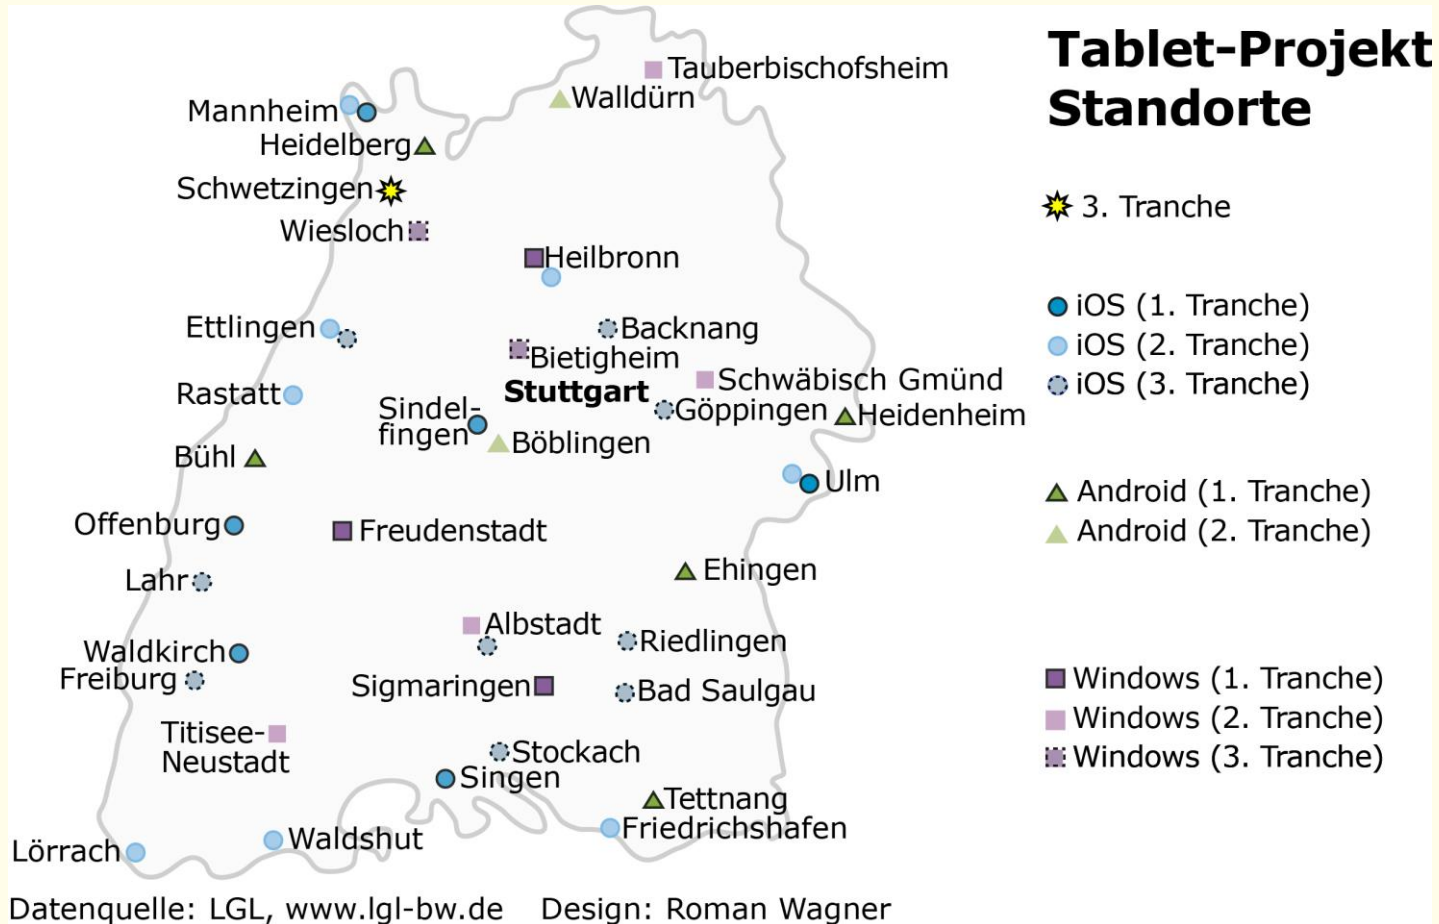 Tablet-Projekt
Standorte
Tauberbischofsheim
Walldürn
Mannheim
Heidelberg
Schwetzingen
3. Tranche
Wiesloch
Heilbronn
iOS (1. Tranche)
Ettlingen
Backnang
iOS (2. Tranche)
Bietigheim
Schwäbisch Gmünd
iOS (3. Tranche)
Rastatt
Stuttgart
Sindel-
fingen
Göppingen
Heidenheim
Böblingen
Bühl
Ulm
Android (1. Tranche)
Offenburg
Freudenstadt
Android (2. Tranche)
Lahr
Ehingen
Albstadt
Riedlingen
Waldkirch
Freiburg
Sigmaringen
Bad Saulgau
Windows (1. Tranche)
Windows (2. Tranche)
Titisee-
Neustadt
Stockach
Windows (3. Tranche)
Singen
Tettnang
Friedrichshafen
Waldshut
Lörrach
Datenquelle: LGL, www.lgl-bw.de Design: Roman Wagner